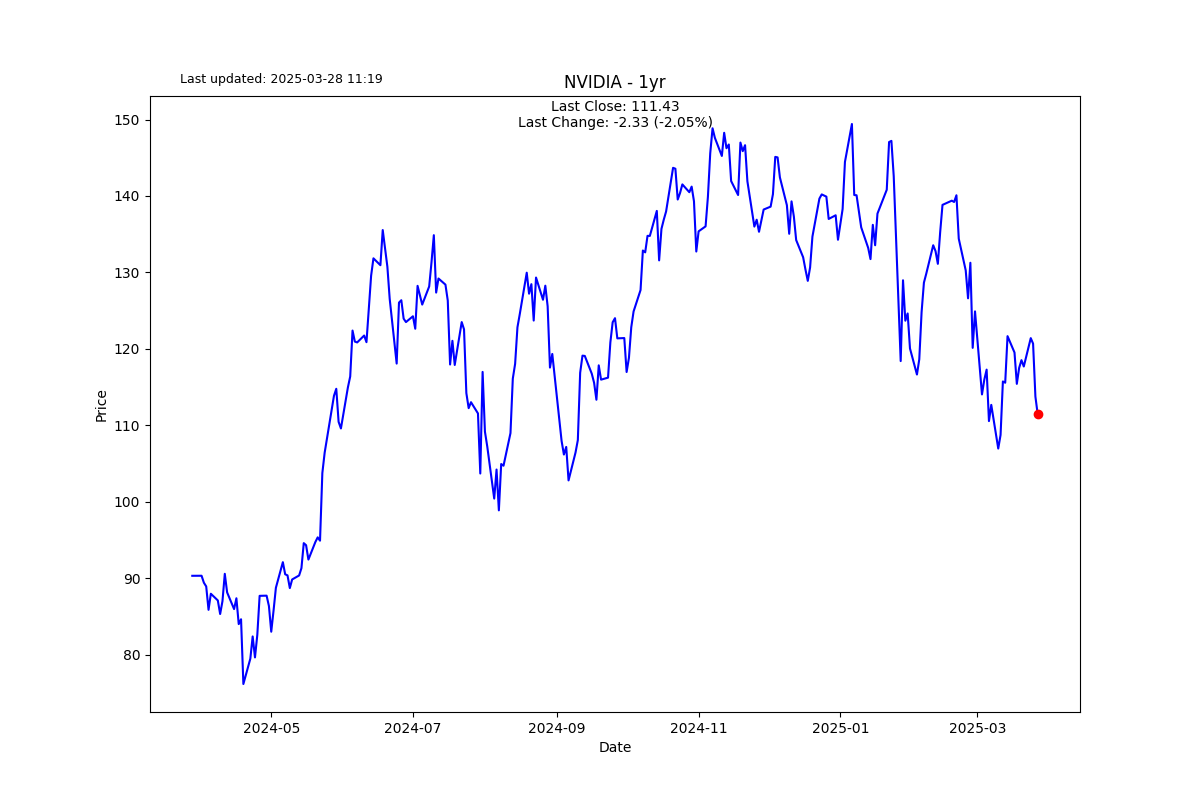 Last updated: 2025-03-28 11:19
NVIDIA - 1yr
Last Close: 111.43
Last Change: -2.33 (-2.05%)
150
140
130
120
110
100
90
80
Price
2024-05
2024-07
2024-09
2024-11
2025-01
2025-03
Date